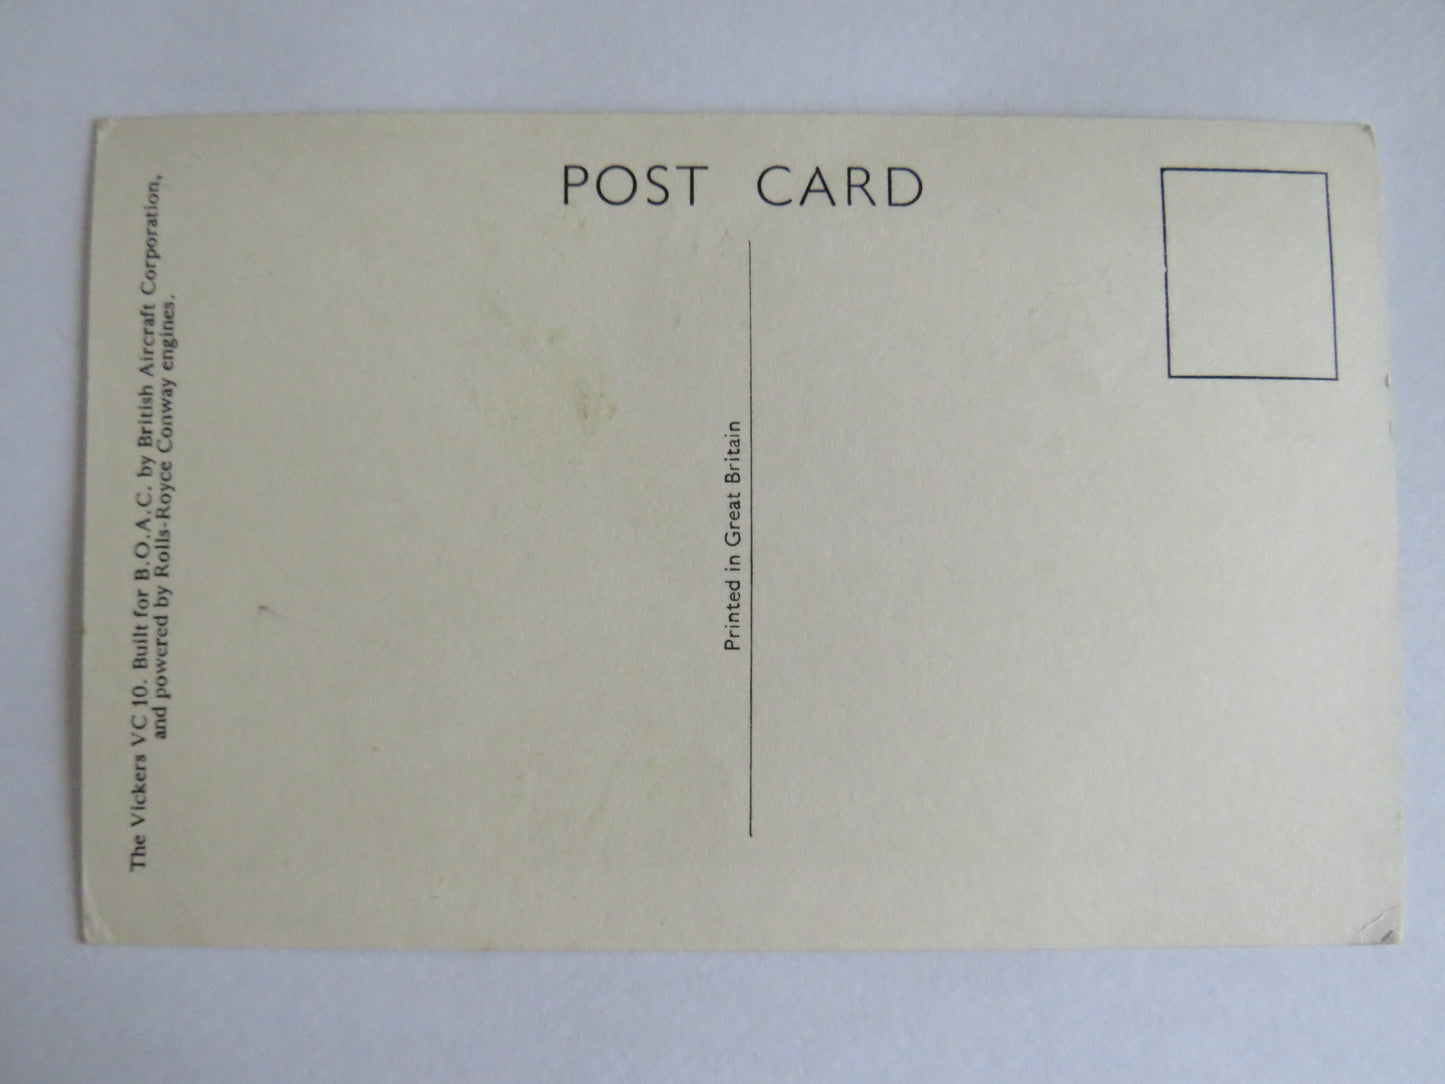 POST CARD
The Vickers VC 10. Built for B.O.A.C. by British Aircraft Corporation,
and powered by Rolls-Royce Conway engines.
Printed in Great Britain